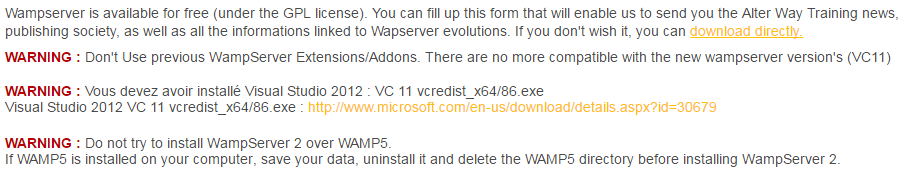 Wampserver is available for free (under the GPL license). You can fill up this form that will enable us to send you the Alter Way Training news,
publishing society, as well as all the informations linked to Wapserver evolutions. If you don't wish it, you can download directly.
WARNING : Don't Use previous WampServer Extensions/Addons. There are no more compatible with the new wampserver version's (VC11)
WARNING : Vous devez avoir installé Visual Studio 2012 : VC 11 vcredist_x64/86.exe
Visual Studio 2012 VC 11 vcredist_x64/86.exe : http://www.microsoft.com/en-us/download/details.aspx?id=30679
WARNING : Do not try to install WampServer 2 over WAMP5.
If WAMP5 is installed on your computer, save your data, uninstall it and delete the WAMP5 directory before installing WampServer 2.